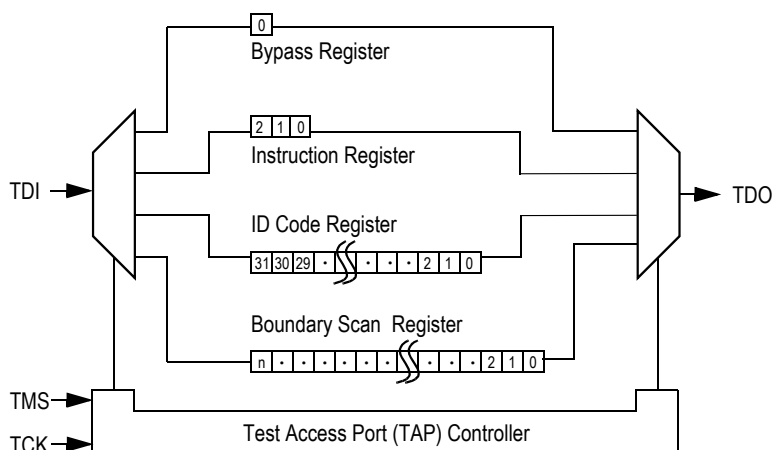 0
Bypass Register
2 1 0
Instruction Register
TDI
TDO
ID Code Register
31 30 29 · · · · 2 1 0
Boundary Scan Register
n · · · · · · · · · 2 1 0
TMS
TCK
Test Access Port (TAP) Controller